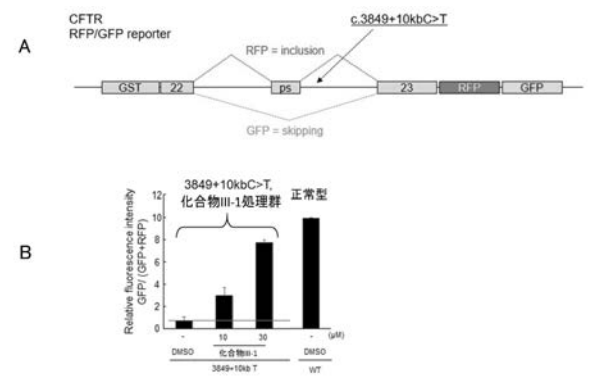 CFTR
RFP/GFP reporter
c.3849+10kbC>T
A
RFP = inclusion
GST
22
ps
23
RFP
GFP
GFP = skipping
B
3849+10kbC>T,
化合物III-1処理群
正常型
Relative fluorescence intensity
GFP/ (GFP+RFP)
12
10
8
6
4
2
0
- 10 30 - (μM)
DMSO 化合物III-1 DMSO
3849+10kb T WT